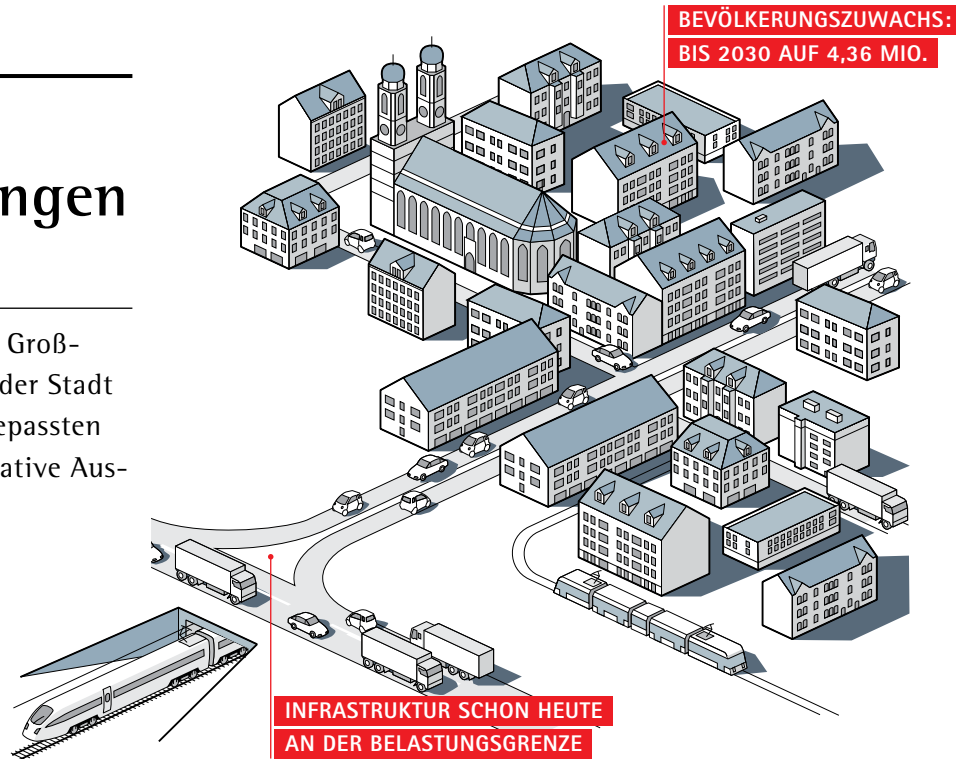 BEVÖLKERUNGSZUWACHS:
BIS 2030 AUF 4,36 MIO.
ngen
Groß-
der Stadt
epassten
ative Aus-
INFRASTRUKTUR SCHON HEUTE
AN DER BELASTUNGSGRENZE